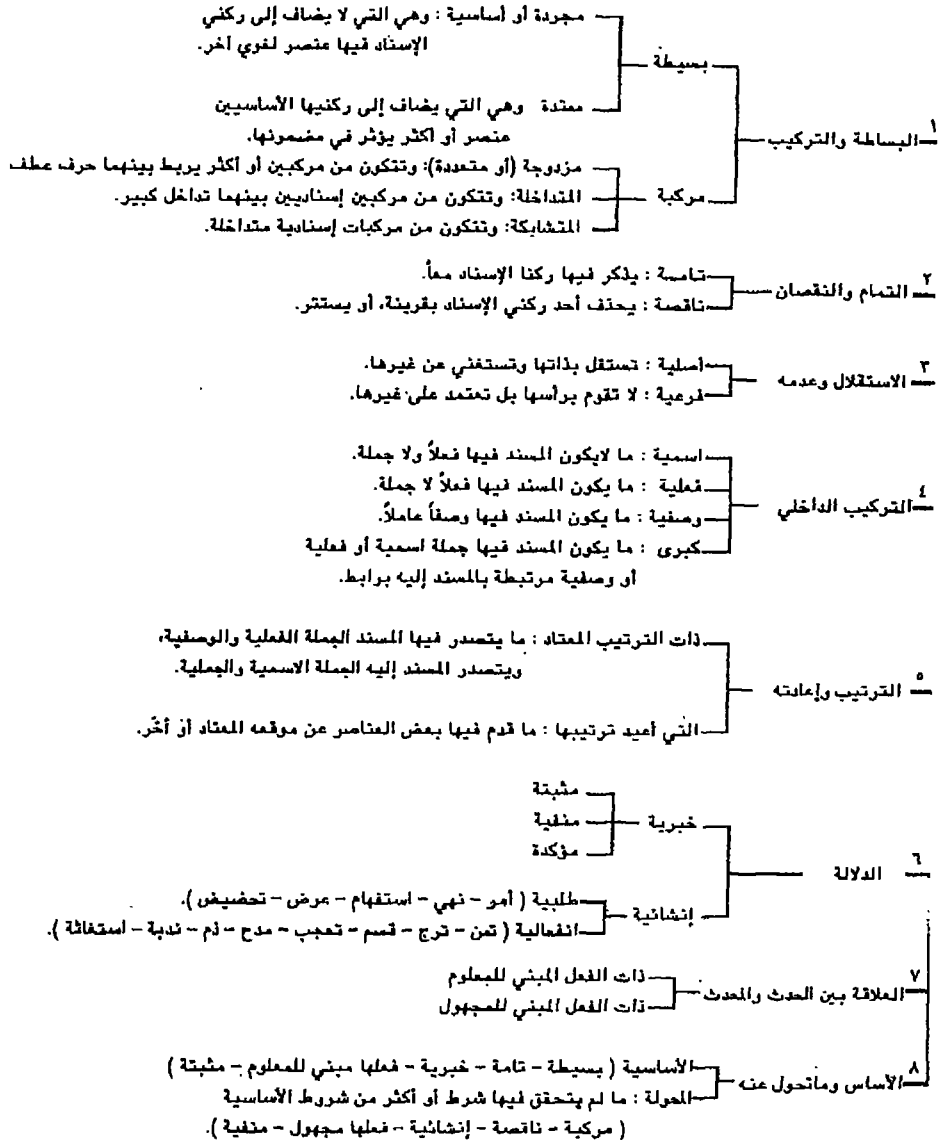 مجردة أو أساسية : وهي التي لا يضاف إلى ركني
الإسناد فيها عنصر لغوي آخر.
بسيطة
ممتدة وهي التي يضاف إلى ركنيها الأساسيين
عنصر أو أكثر يؤثر في مضمونها.
١ البساطة والتركيب
مزدوجة (أو متعددة): وتتكون من مركبين أو أكثر يربط بينهما حرف عطف
مركبة
المتداخلة: وتتكون من مركبين إسناديين بينهما تداخل كبير.
المتشابكة: وتتكون من مركبات إسنادية متداخلة.
٢ التمام والنقصان
تامة : يذكر فيها ركنا الإسناد معاً.
ناقصة : يحذف أحد ركني الإسناد بقرينة، أو يستتر.
٣ الاستقلال وعدمه
أصلية : تستقل بذاتها وتستغني عن غيرها.
فرعية : لا تقوم برأسها بل تعتمد على غيرها.
٤ التركيب الداخلي
اسمية : ما لايكون المسند فيها فعلاً ولا جملة.
فعلية : ما يكون المسند فيها فعلاً لا جملة.
وصفية : ما يكون المسند فيها وصفاً عاملاً.
كبرى : ما يكون المسند فيها جملة اسمية أو فعلية
أو وصفية مرتبطة بالمسند إليه برابط.
٥ الترتيب وإعادته
ذات الترتيب المعتاد : ما يتصدر فيها المسند الجملة الفعلية والوصفية،
ويتصدر المسند إليه الجملة الاسمية والجملية.
التي أعيد ترتيبها : ما قدم فيها بعض العناصر عن موقعه المعتاد أو أخّر.
٦ الدلالة
خبرية
مثبتة
منفية
مؤكدة
إنشائية
طلبية ( أمر – نهي – استفهام – عرض – تحضيض ).
انفعالية ( تمن – ترج – قسم – تعجب – مدح – ذم – ندبة – استغاثة ).
٧ العلاقة بين الحدث والمحدث
ذات الفعل المبني للمعلوم
ذات الفعل المبني للمجهول
٨ الأساس وماتحول عنه
الأساسية ( بسيطة – تامة – خبرية – فعلها مبني للمعلوم – مثبتة )
المحولة : ما لم يتحقق فيها شرط أو أكثر من شروط الأساسية
( مركبة – ناقصة – إنشائية – فعلها مجهول – منفية ).